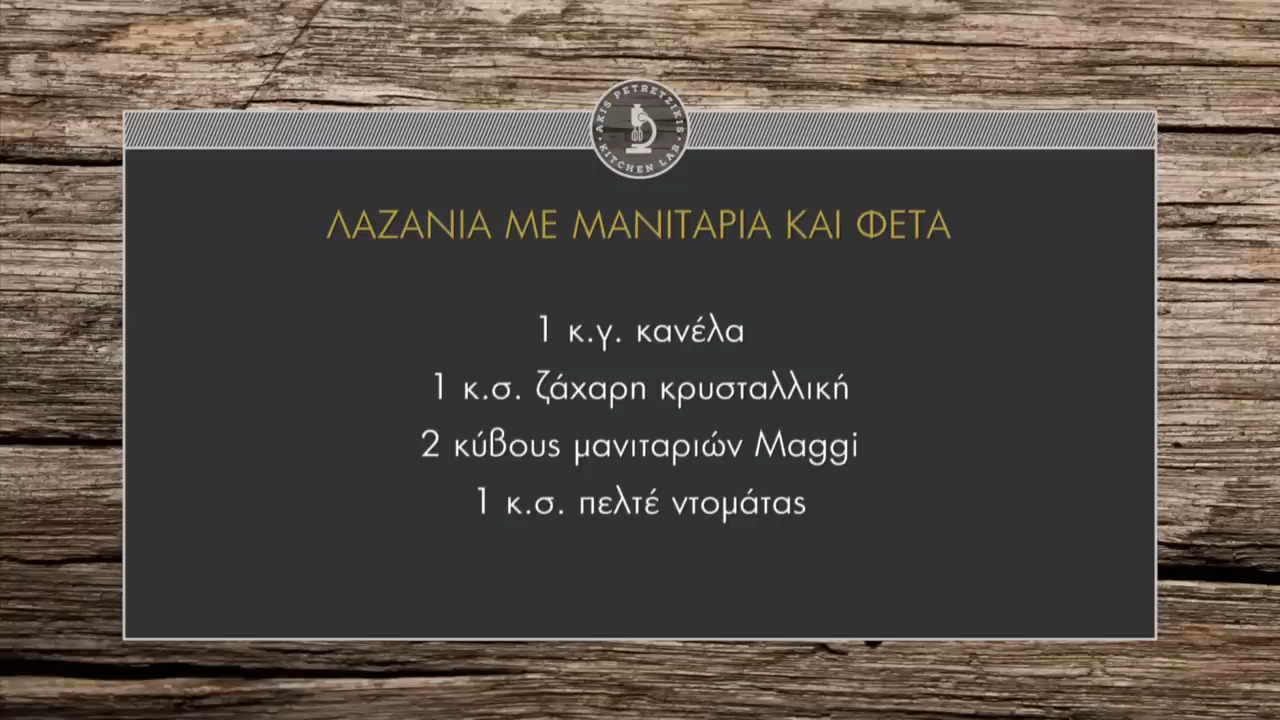 AKIS PETRETZIKIS
KITCHEN LAB
ΛΑΖΑΝΙΑ ΜΕ ΜΑΝΙΤΑΡΙΑ ΚΑΙ ΦΕΤΑ
1 κ.γ. κανέλα
1 κ.σ. ζάχαρη κρυσταλλική
2 κύβους μανιταριών Maggi
1 κ.σ. πελτέ ντομάτας